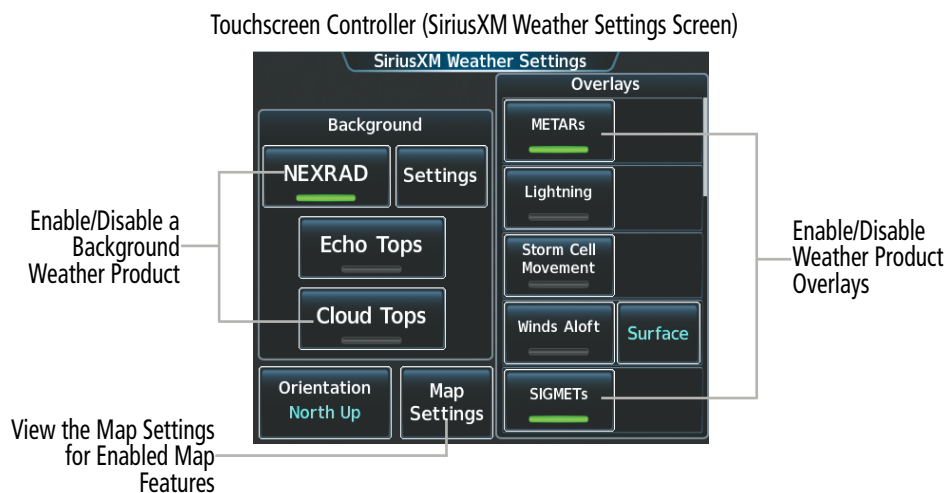 Touchscreen Controller (SiriusXM Weather Settings Screen)
SiriusXM Weather Settings
Background
NEXRAD
Settings
Echo Tops
Cloud Tops
Orientation
North Up
Map
Settings
Overlays
METARs
Lightning
Storm Cell
Movement
Winds Aloft
Surface
SIGMETs
Enable/Disable a
Background
Weather Product
View the Map Settings
for Enabled Map
Features
Enable/Disable
Weather Product
Overlays